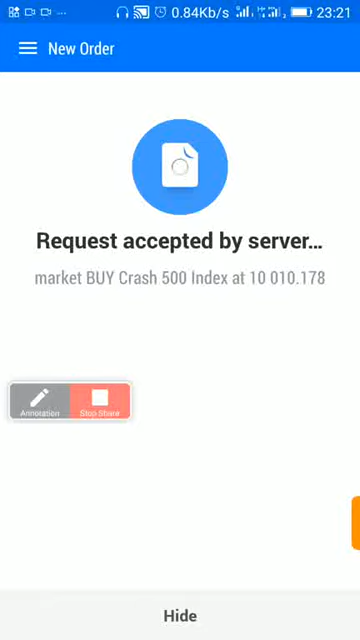 0.84Kb/s 23:21
New Order
Request accepted by server...
market BUY Crash 500 Index at 10 010.178
Annotation Stop Share
Hide